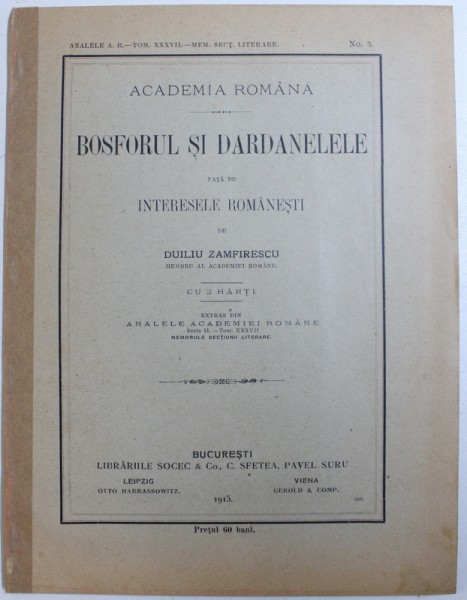 ANALELE A. R.—TOM. XXXVII.—MEM. SECȚ. LITERARE. No. 3.
ACADEMIA ROMÂNĂ
BOSFORUL ȘI DARDANELELE
FAȚĂ DE
INTERESELE ROMÂNEȘTI
DE
DUILIU ZAMFIRESCU
MEMBRU AL ACADEMIEI ROMÂNE.
CU 2 HĂRȚI.
EXTRAS DIN
ANALELE ACADEMIEI ROMÂNE
Seria II.—Tom. XXXVII
MEMORIILE SECȚIUNII LITERARE.
BUCUREȘTI
LIBRĂRIILE SOCEC & Co., C. SFETEA, PAVEL SURU
LEIPZIG VIENA
OTTO HARRASSOWITZ. GEROLD & COMP.
1915.
Prețul 60 bani.